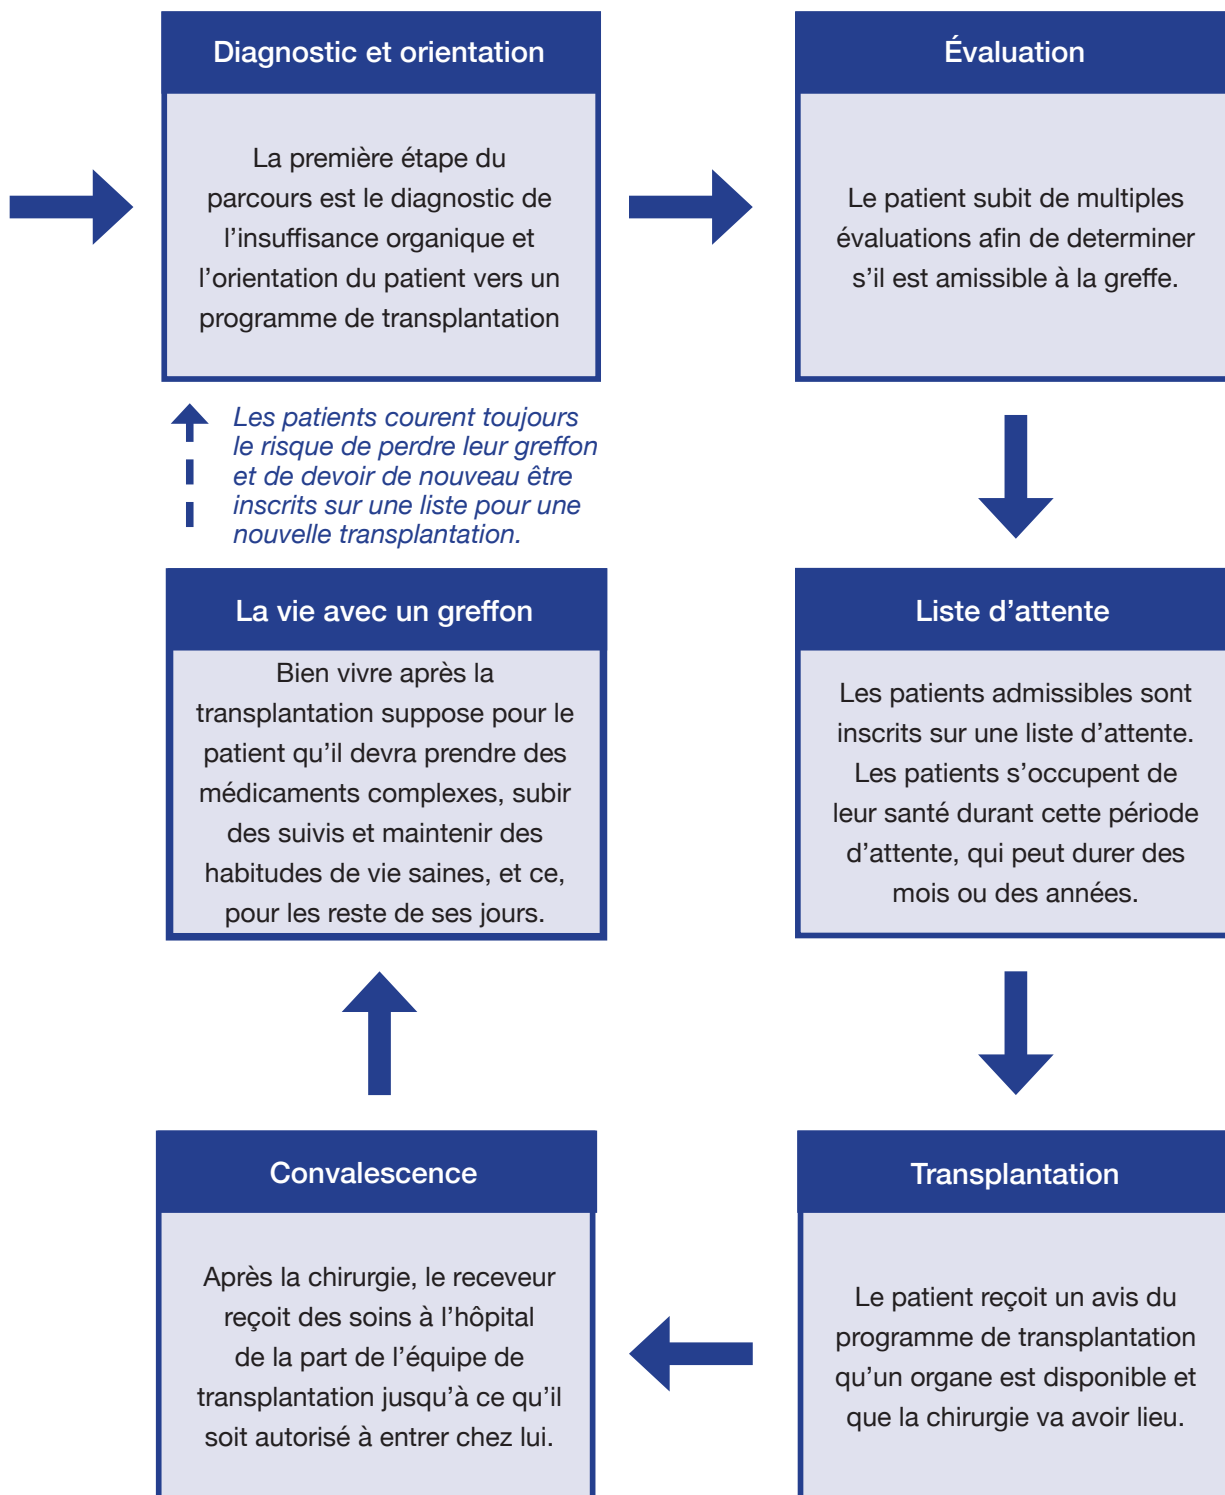 Diagnostic et orientation
La première étape du
parcours est le diagnostic de
l’insuffisance organique et
l’orientation du patient vers un
programme de transplantation
Évaluation
Le patient subit de multiples
évaluations afin de determiner
s’il est amissible à la greffe.
Les patients courent toujours
le risque de perdre leur greffon
et de devoir de nouveau être
inscrits sur une liste pour une
nouvelle transplantation.
La vie avec un greffon
Bien vivre après la
transplantation suppose pour le
patient qu’il devra prendre des
médicaments complexes, subir
des suivis et maintenir des
habitudes de vie saines, et ce,
pour les reste de ses jours.
Liste d’attente
Les patients admissibles sont
inscrits sur une liste d’attente.
Les patients s’occupent de
leur santé durant cette période
d’attente, qui peut durer des
mois ou des années.
Convalescence
Après la chirurgie, le receveur
reçoit des soins à l’hôpital
de la part de l’équipe de
transplantation jusqu’à ce qu’il
soit autorisé à entrer chez lui.
Transplantation
Le patient reçoit un avis du
programme de transplantation
qu’un organe est disponible et
que la chirurgie va avoir lieu.